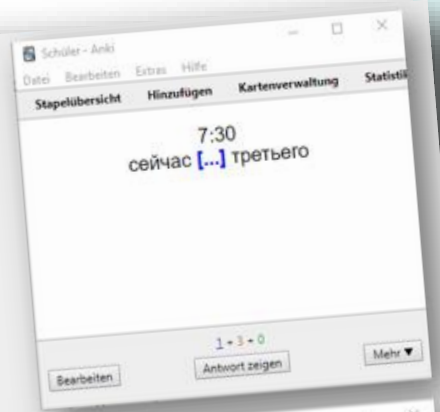 Schüler - Anki
Datei Bearbeiten Extras Hilfe
Stapelübersicht Hinzufügen Kartenverwaltung Statistik
7:30
сейчас [...] третьего
1 + 3 + 0
Bearbeiten Antwort zeigen Mehr ▼